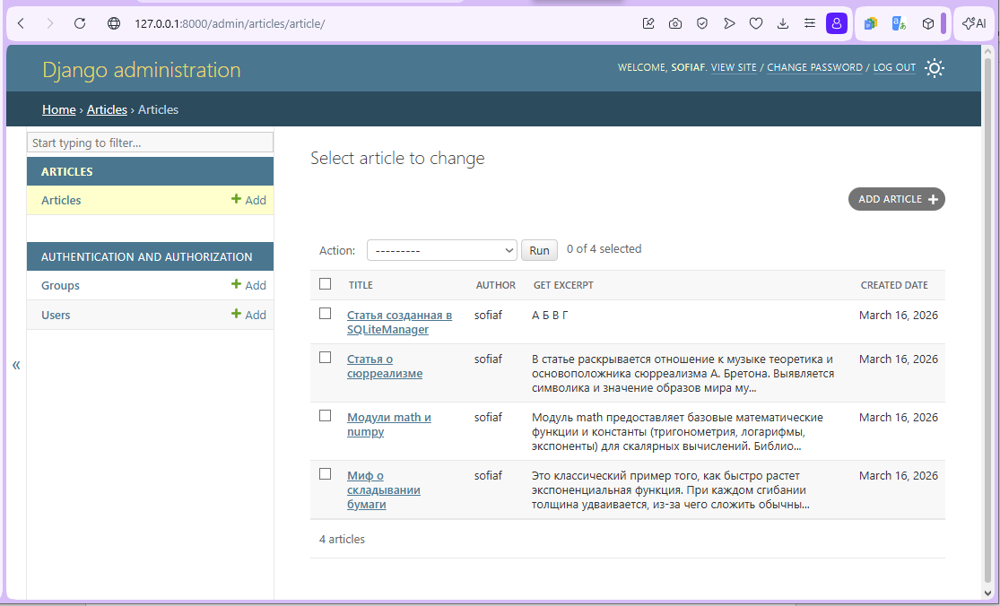 127.0.0.1:8000/admin/articles/article/
AI
Django administration
WELCOME, SOFIAF. VIEW SITE / CHANGE PASSWORD / LOG OUT
Home › Articles › Articles
Start typing to filter...
ARTICLES
Articles + Add
AUTHENTICATION AND AUTHORIZATION
Groups + Add
Users + Add
«
Select article to change
ADD ARTICLE +
Action: --------- Run 0 of 4 selected
TITLE AUTHOR GET EXCERPT CREATED DATE
Статья созданная в SQLiteManager sofiaf А Б В Г March 16, 2026
Статья о сюрреализме sofiaf В статье раскрывается отношение к музыке теоретика и
основоположника сюрреализма А. Бретона. Выявляется
символика и значение образов мира му... March 16, 2026
Модули math и numpy sofiaf Модуль math предоставляет базовые математические
функции и константы (тригонометрия, логарифмы,
экспоненты) для скалярных вычислений. Библио... March 16, 2026
Миф о складывании бумаги sofiaf Это классический пример того, как быстро растет
экспоненциальная функция. При каждом сгибании
толщина удваивается, из-за чего сложить обычны... March 16, 2026
4 articles